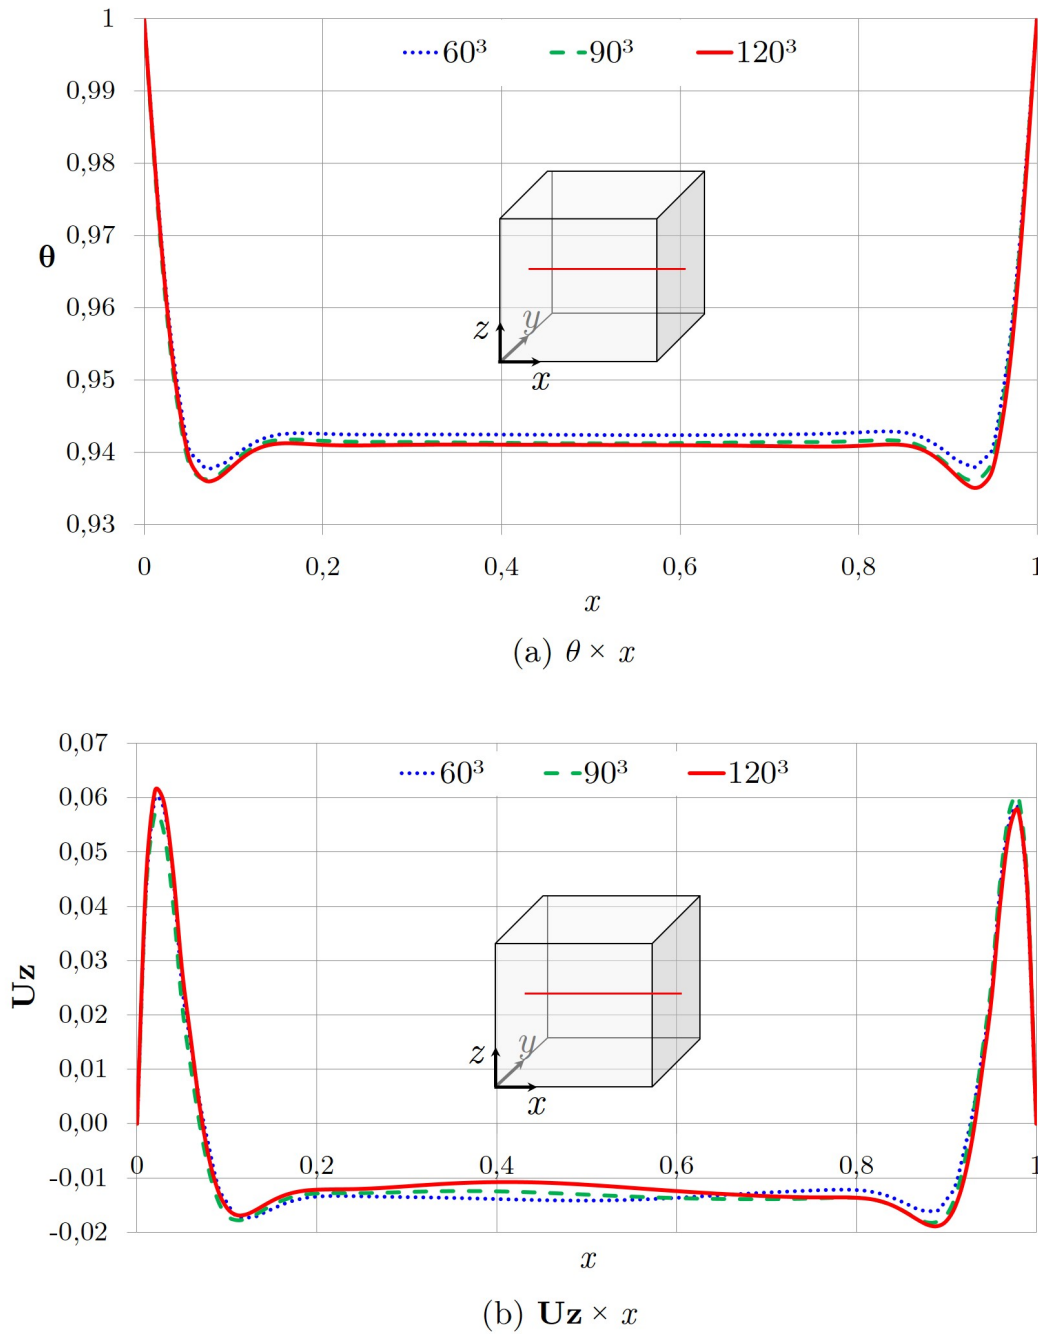 1
60³ 90³ 120³
0,99
0,98
0,97
θ
0,96
0,95
0,94
0,93
z
y
x
0 0,2 0,4 0,6 0,8 1
x
(a) θ × x
0,07
60³ 90³ 120³
0,06
0,05
0,04
0,03
Uz
0,02
0,01
0,00
-0,01
-0,02
z
y
x
0 0,2 0,4 0,6 0,8 1
x
(b) Uz × x